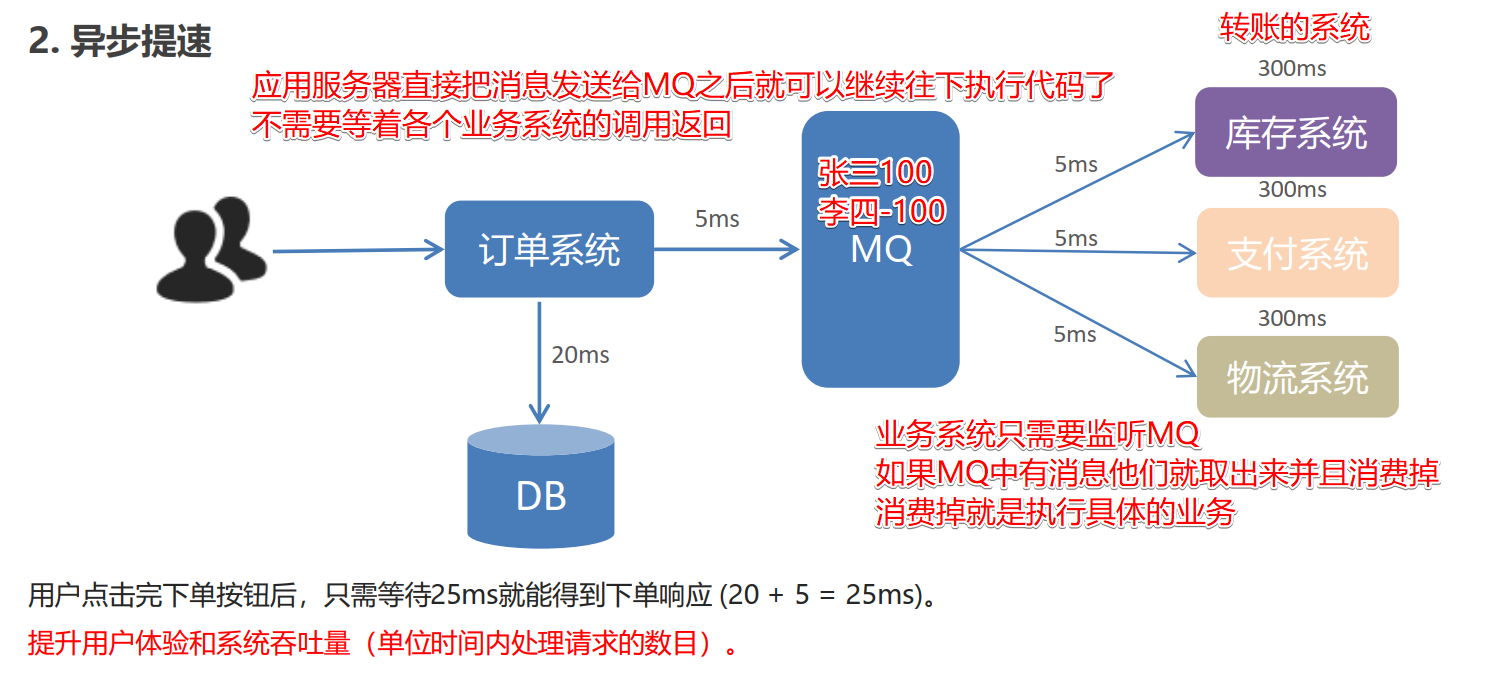 2. 异步提速
转账的系统
应用服务器直接把消息发送给MQ之后就可以继续往下执行代码了
不需要等着各个业务系统的调用返回
300ms
库存系统
张三100
李四-100
MQ
5ms
300ms
订单系统
5ms
5ms
支付系统
300ms
5ms
20ms
物流系统
DB
业务系统只需要监听MQ
如果MQ中有消息他们就取出来并且消费掉
消费掉就是执行具体的业务
用户点击完下单按钮后，只需等待25ms就能得到下单响应 (20 + 5 = 25ms)。
提升用户体验和系统吞吐量（单位时间内处理请求的数目）。